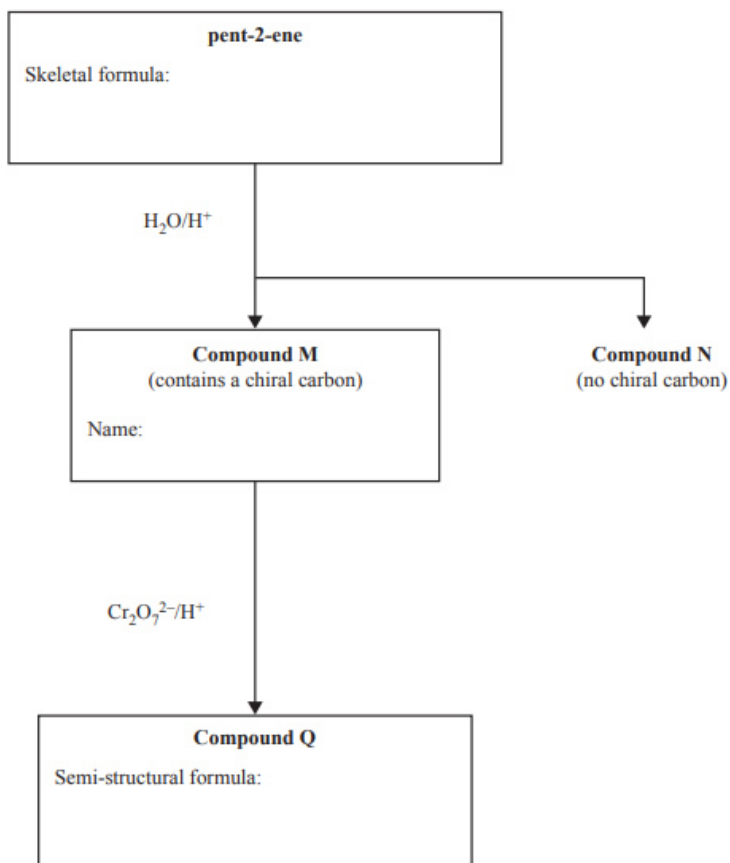 pent-2-ene
Skeletal formula:
H₂O/H⁺
Compound M
(contains a chiral carbon)
Name:
Compound N
(no chiral carbon)
Cr₂O₇²⁻/H⁺
Compound Q
Semi-structural formula: